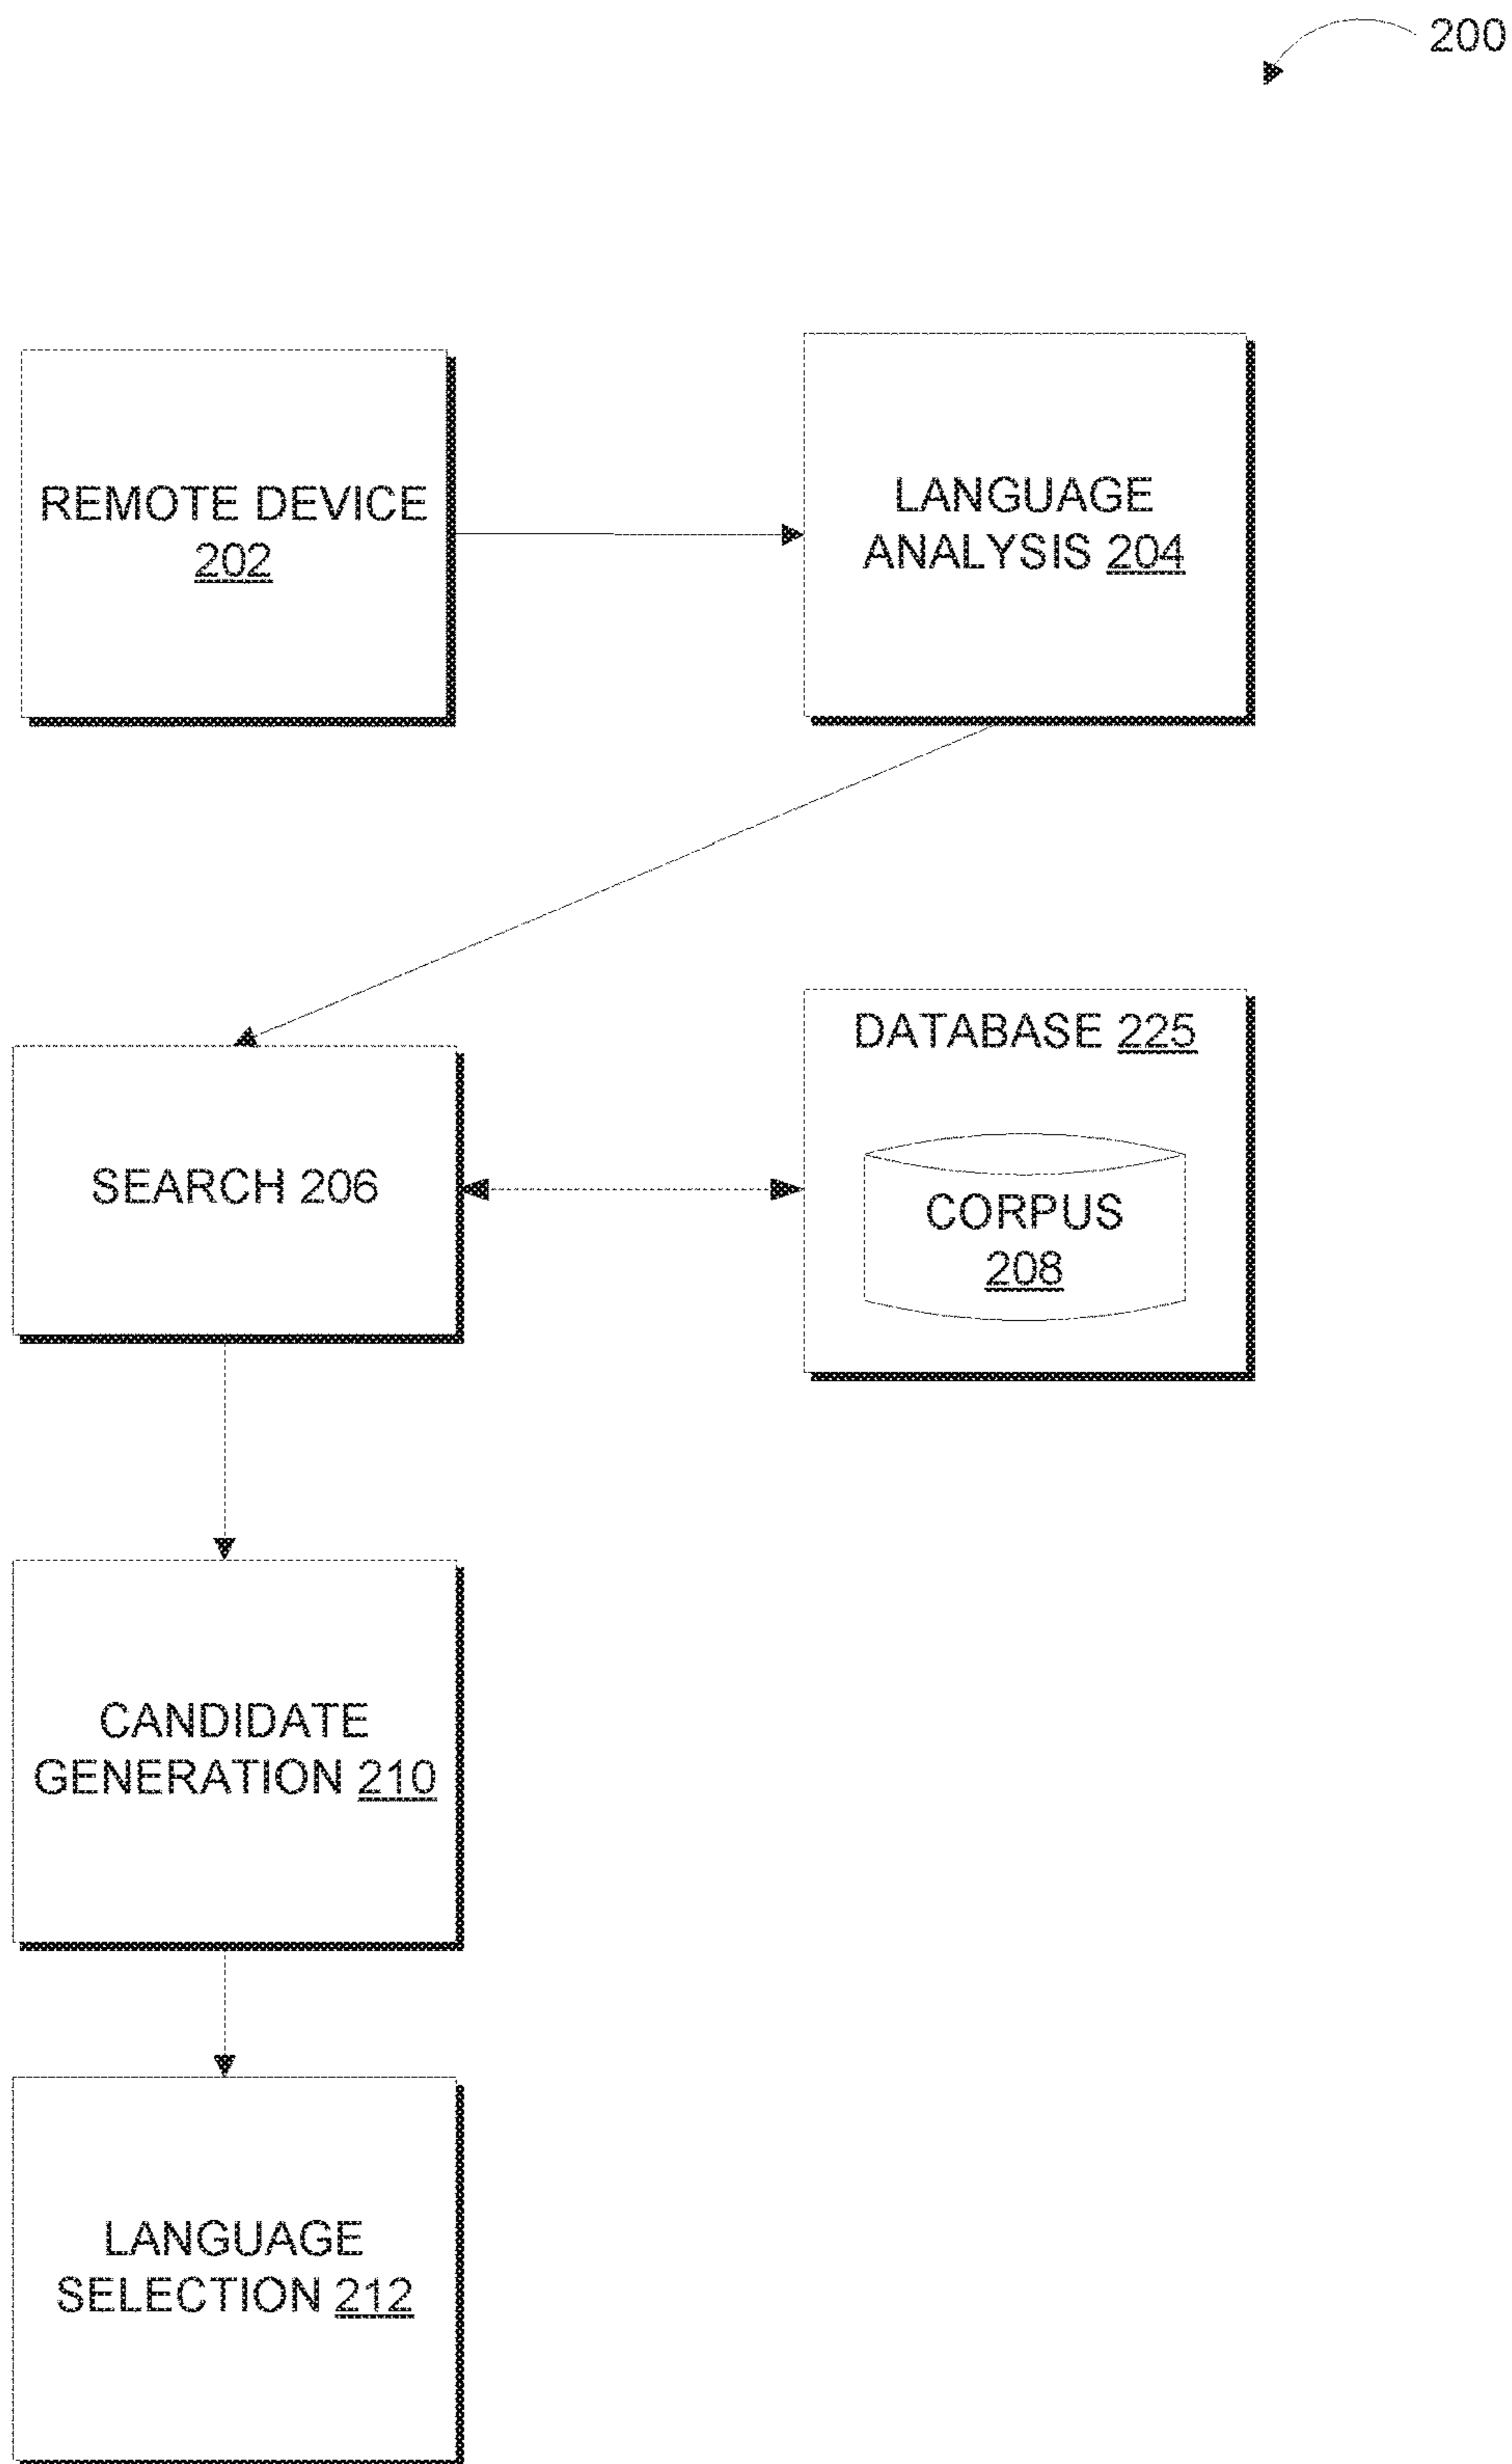 200
REMOTE DEVICE
202
LANGUAGE
ANALYSIS 204
SEARCH 206
DATABASE 225
CORPUS
208
CANDIDATE
GENERATION 210
LANGUAGE
SELECTION 212